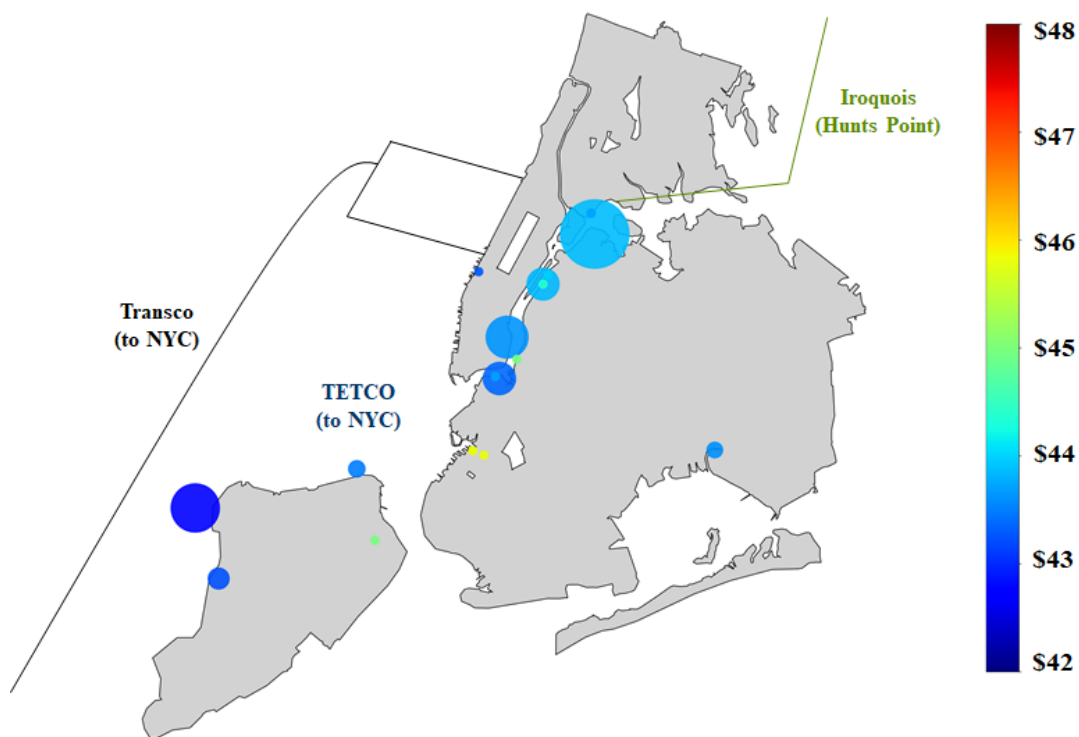 Iroquois
(Hunts Point)
Transco
(to NYC)
TETCO
(to NYC)
$48
$47
$46
$45
$44
$43
$42